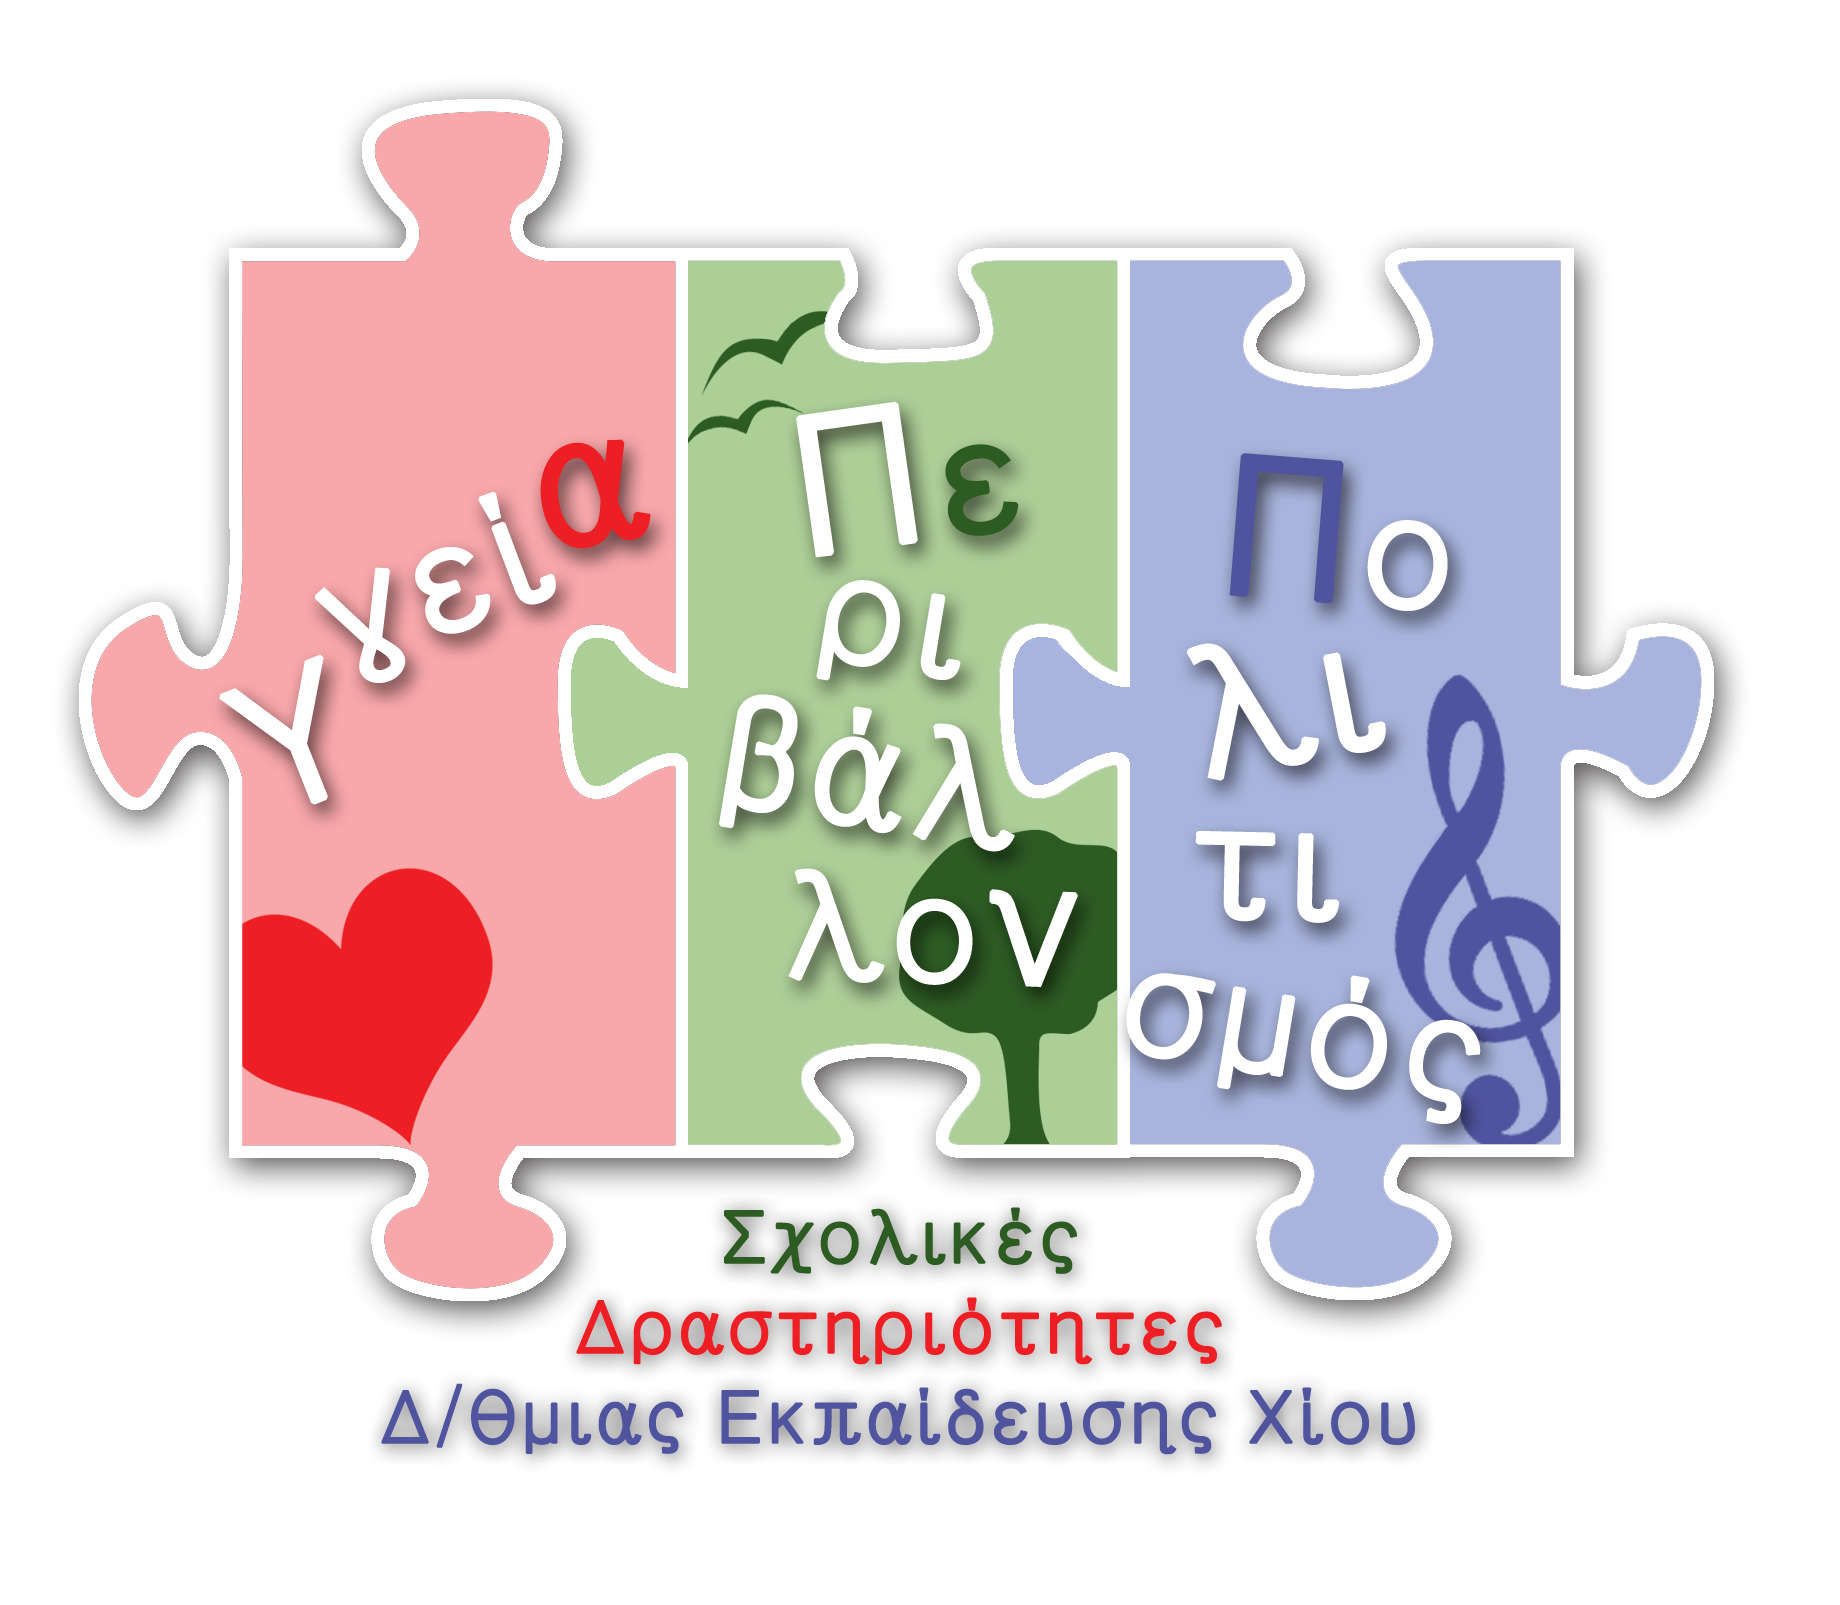 Υγεία
Πε
ρι
βάλ
λον
Πο
λι
τι
σμός
Σχολικές
Δραστηριότητες
Δ/θμιας Εκπαίδευσης Χίου